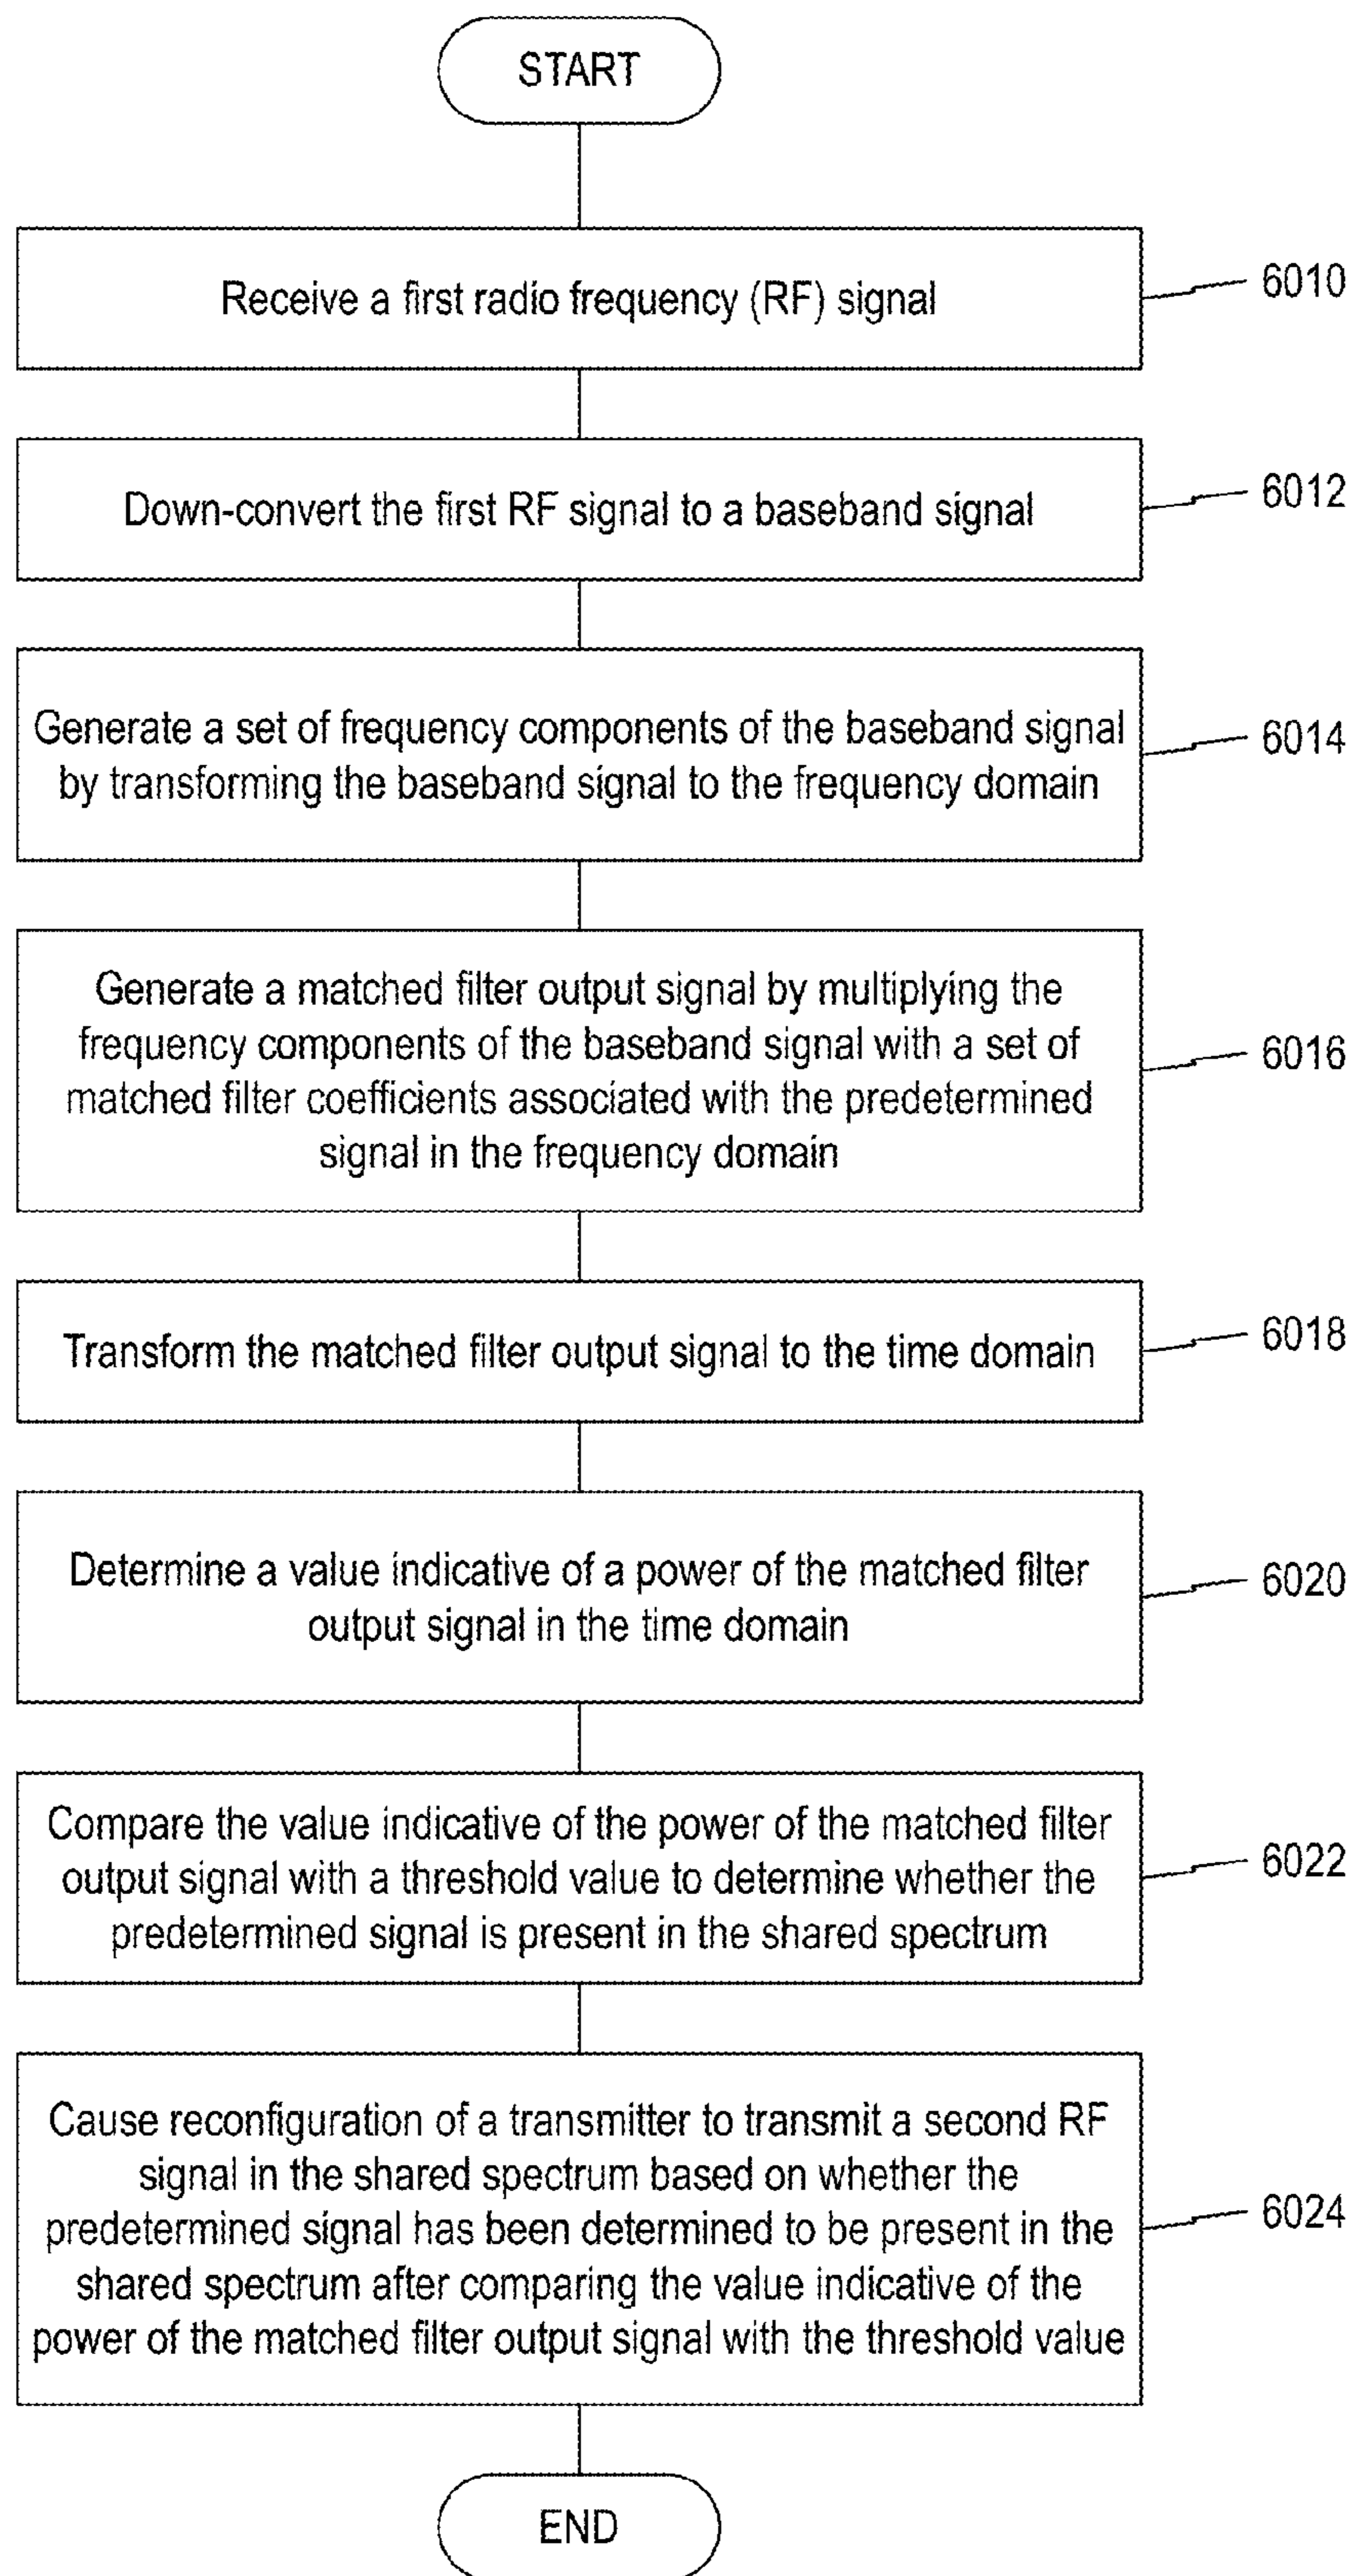 START
Receive a first radio frequency (RF) signal
6010
Down-convert the first RF signal to a baseband signal
6012
Generate a set of frequency components of the baseband signal
by transforming the baseband signal to the frequency domain
6014
Generate a matched filter output signal by multiplying the
frequency components of the baseband signal with a set of
matched filter coefficients associated with the predetermined
signal in the frequency domain
6016
Transform the matched filter output signal to the time domain
6018
Determine a value indicative of a power of the matched filter
output signal in the time domain
6020
Compare the value indicative of the power of the matched filter
output signal with a threshold value to determine whether the
predetermined signal is present in the shared spectrum
6022
Cause reconfiguration of a transmitter to transmit a second RF
signal in the shared spectrum based on whether the
predetermined signal has been determined to be present in the
shared spectrum after comparing the value indicative of the
power of the matched filter output signal with the threshold value
6024
END